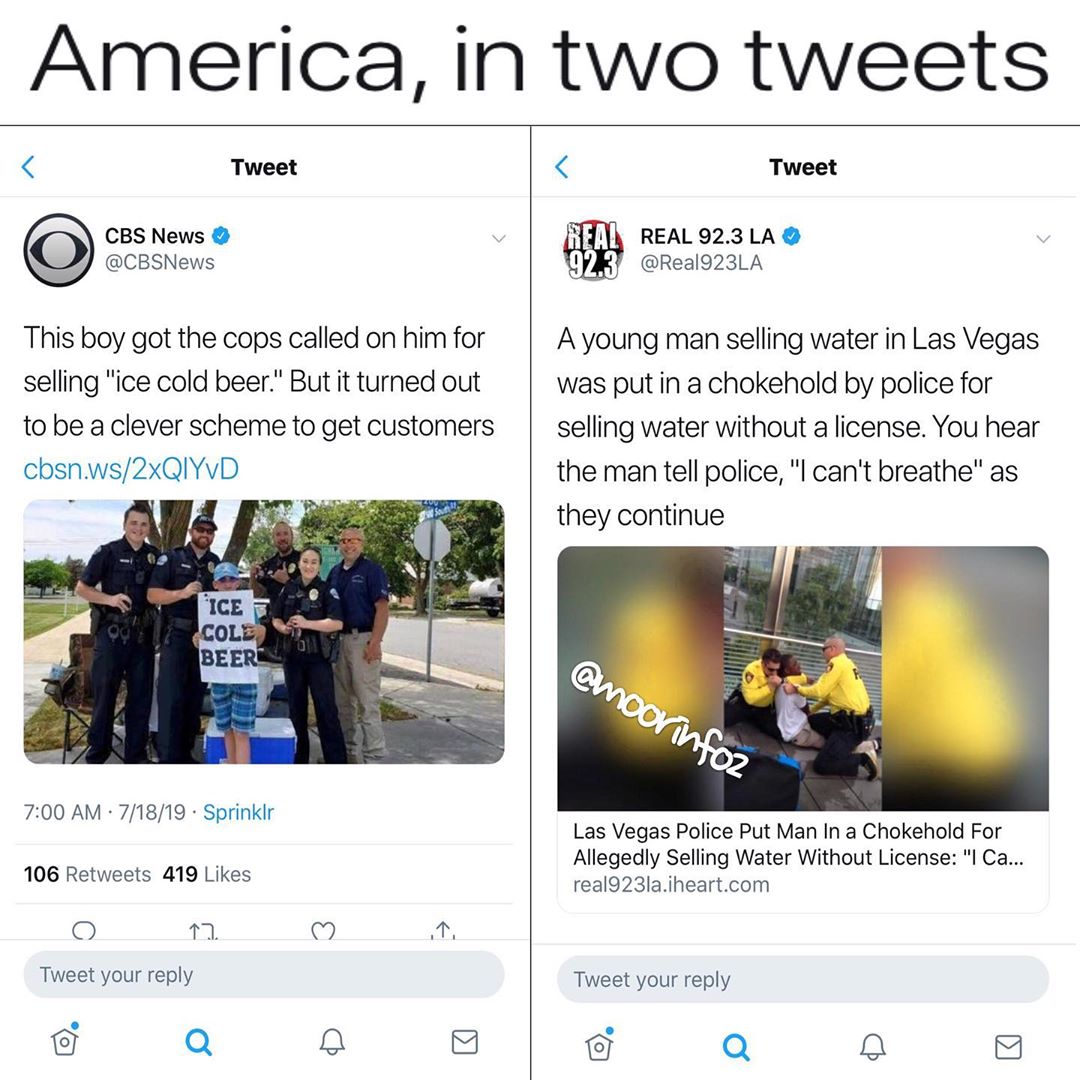 America, in two tweets
Tweet
CBS News
@CBSNews
This boy got the cops called on him for
selling "ice cold beer." But it turned out
to be a clever scheme to get customers
cbsn.ws/2xQlYvD
ICE
COLD
BEER
7:00 AM · 7/18/19 · Sprinklr
106 Retweets 419 Likes
Tweet your reply
Tweet
REAL
92.3
REAL 92.3 LA
@Real923LA
A young man selling water in Las Vegas
was put in a chokehold by police for
selling water without a license. You hear
the man tell police, "I can't breathe" as
they continue
@moorinfoz
Las Vegas Police Put Man In a Chokehold For
Allegedly Selling Water Without License: "I Ca...
real923la.iheart.com
Tweet your reply